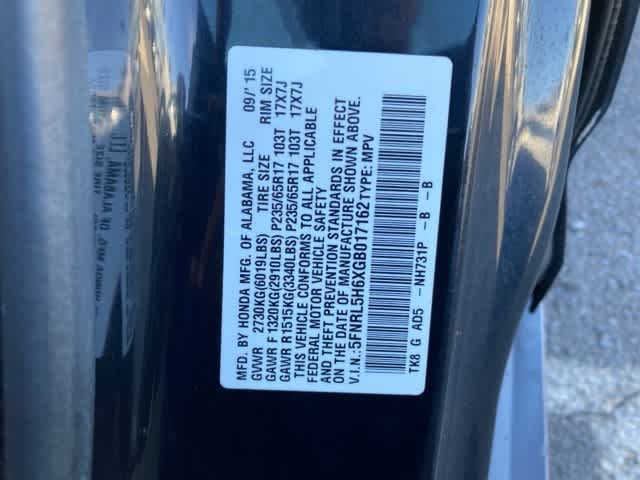 MFD. BY HONDA MFG. OF ALABAMA, LLC 09/'15
GVWR 2730KG(6019LBS) TIRE SIZE RIM SIZE
GAWR F 1320KG(2910LBS) P235/65R17 103T 17X7J
GAWR R1515KG(3340LBS) P235/65R17 103T 17X7J
THIS VEHICLE CONFORMS TO ALL APPLICABLE
FEDERAL MOTOR VEHICLE SAFETY
AND THEFT PREVENTION STANDARDS IN EFFECT
ON THE DATE OF MANUFACTURE SHOWN ABOVE.
V.I.N.:5FNRL5H6XGB017162 TYPE: MPV
TK8 G AD5 -NH731P -B -B